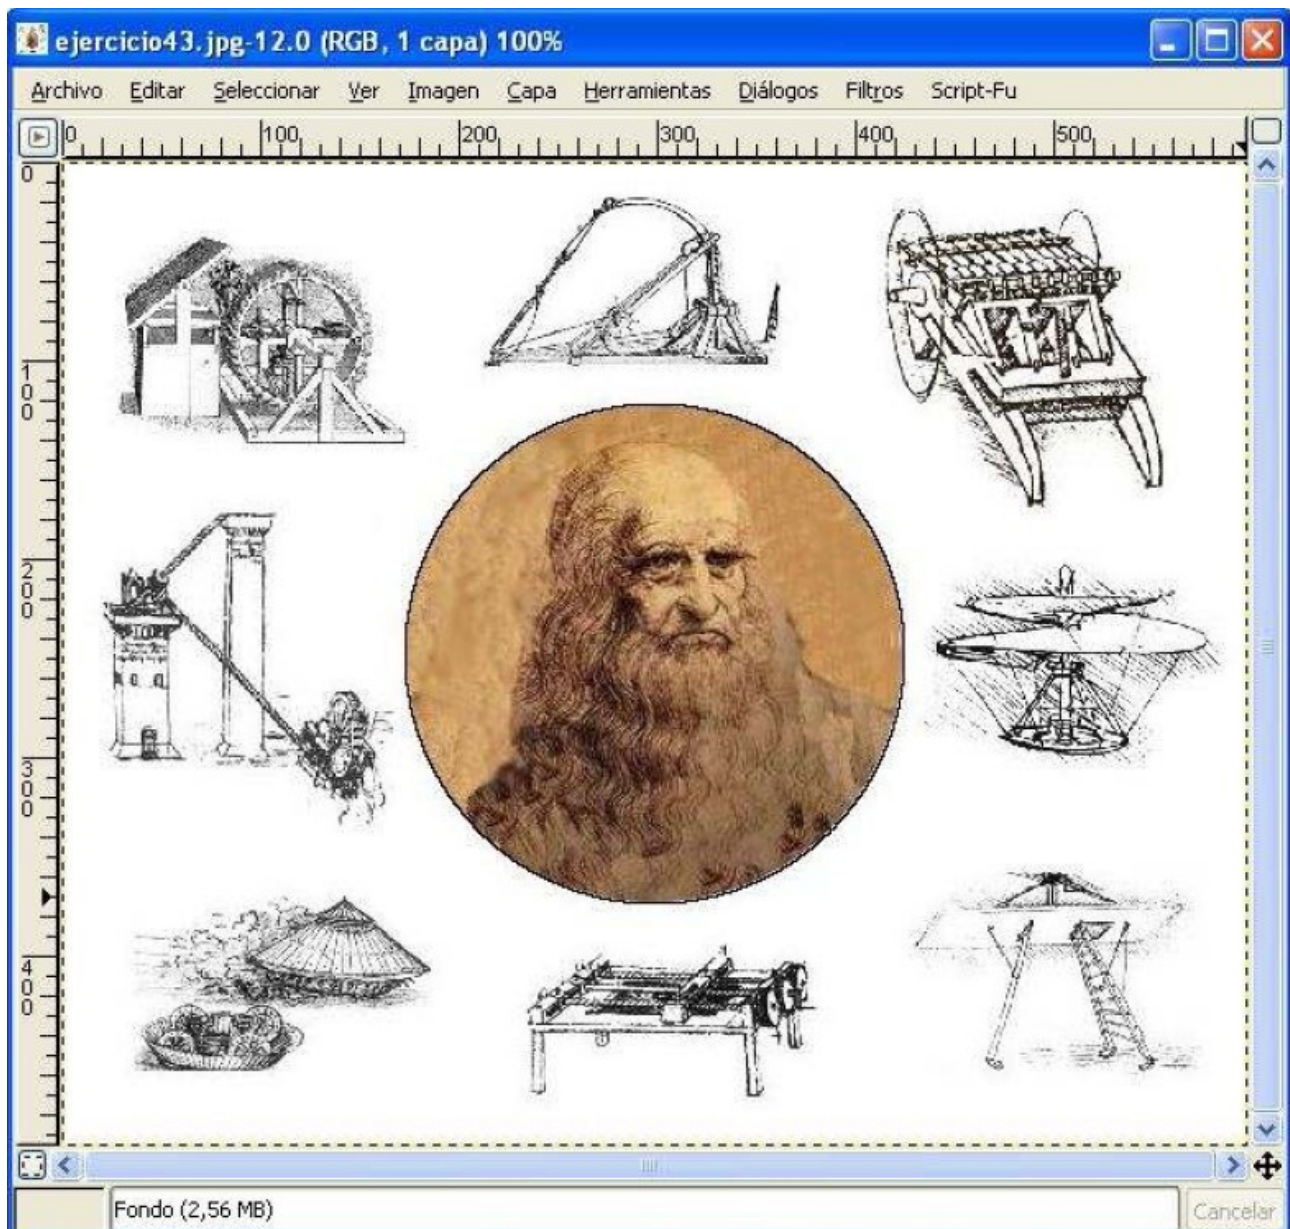 ejercicio43.jpg-12.0 (RGB, 1 capa) 100%
Archivo Editar Seleccionar Ver Imagen Capa Herramientas Diálogos Filtros Script-Fu
0 100 200 300 400 500
0
100
200
300
400
Fondo (2,56 MB) Cancelar